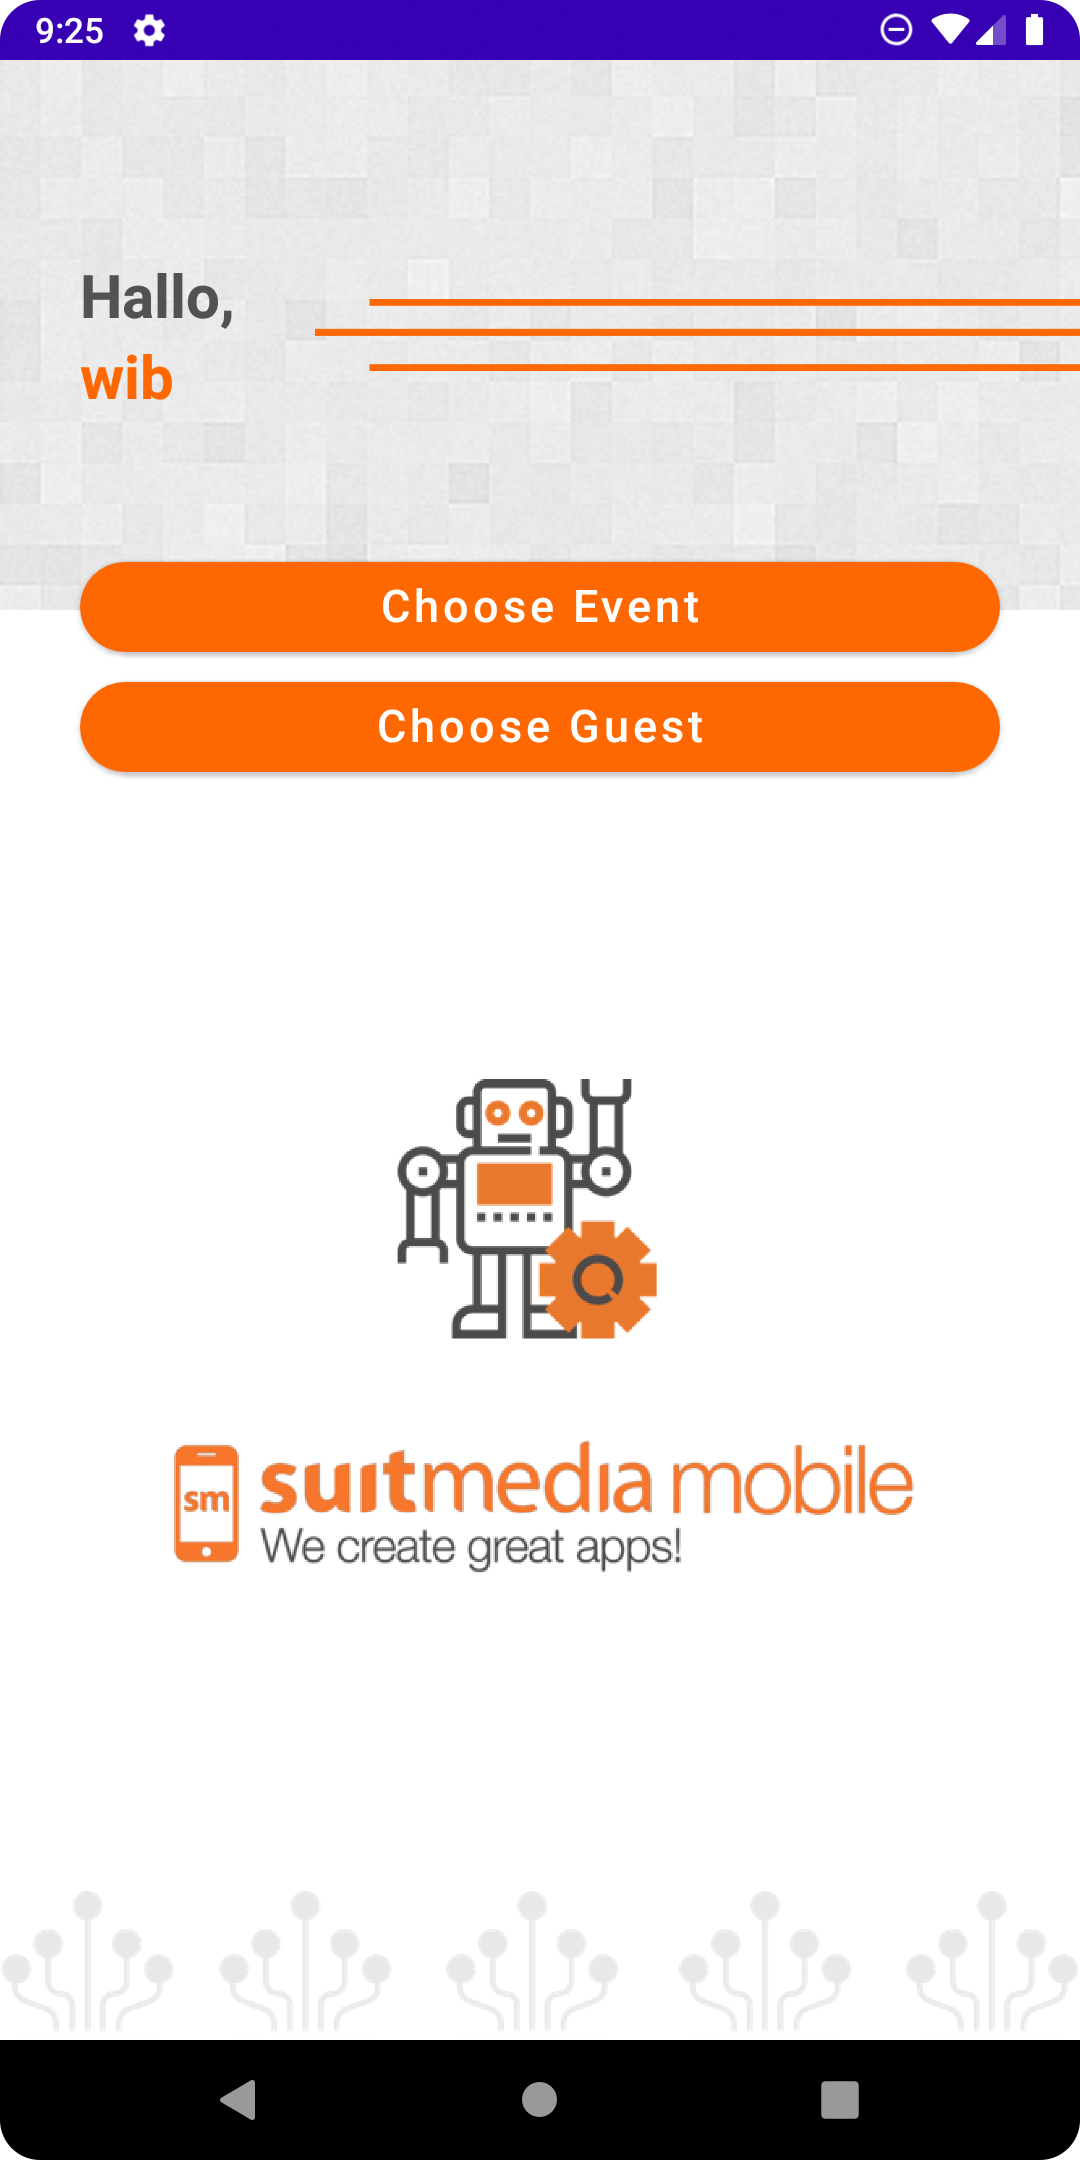 9:25
Hallo,
wib
Choose Event
Choose Guest
sm
suitmedia mobile
We create great apps!